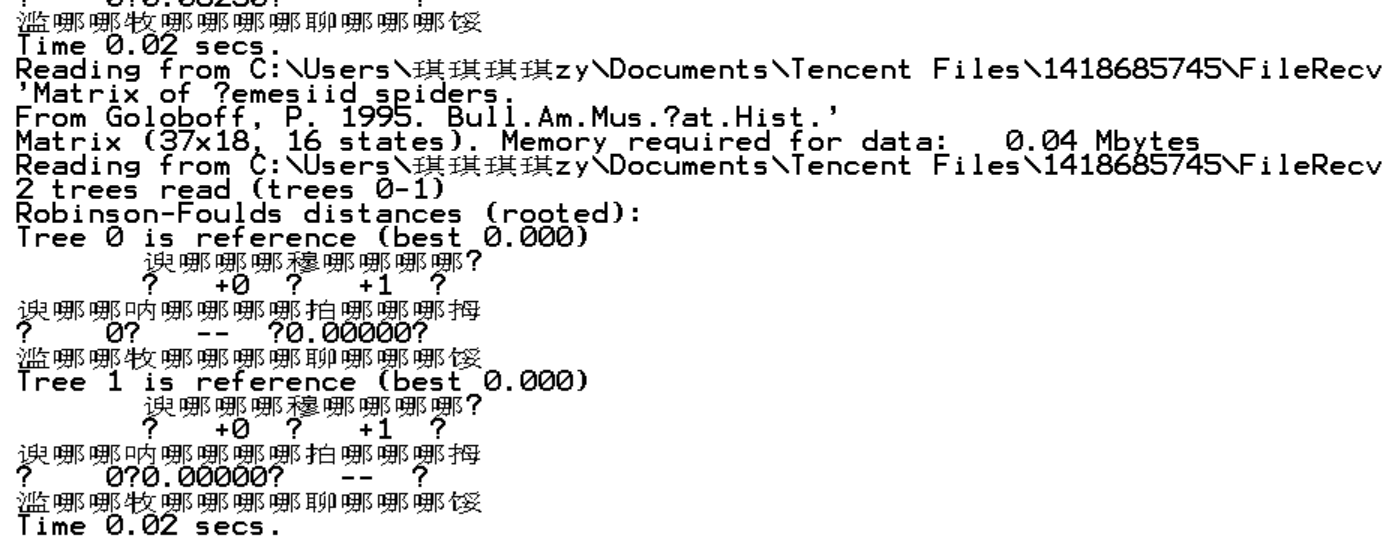 滥哪哪牧哪哪哪哪聊哪哪哪馁
Time 0.02 secs.
Reading from C:\Users\琪琪琪琪zy\Documents\Tencent Files\1418685745\FileRecv
'Matrix of ?emesiid spiders.
From Goloboff, P. 1995. Bull.Am.Mus.?at.Hist.'
Matrix (37x18, 16 states). Memory required for data:   0.04 Mbytes
Reading from C:\Users\琪琪琪琪zy\Documents\Tencent Files\1418685745\FileRecv
2 trees read (trees 0-1)
Robinson-Foulds distances (rooted):
Tree 0 is reference (best 0.000)
谀哪哪哪穆哪哪哪哪?
?   +0  ?   +1  ?
谀哪哪呐哪哪哪哪拍哪哪哪拇
?    0?   --  ?0.00000?
滥哪哪牧哪哪哪哪聊哪哪哪馁
Tree 1 is reference (best 0.000)
谀哪哪哪穆哪哪哪哪?
?   +0  ?   +1  ?
谀哪哪呐哪哪哪哪拍哪哪哪拇
?    0?0.00000?   --  ?
滥哪哪牧哪哪哪哪聊哪哪哪馁
Time 0.02 secs.